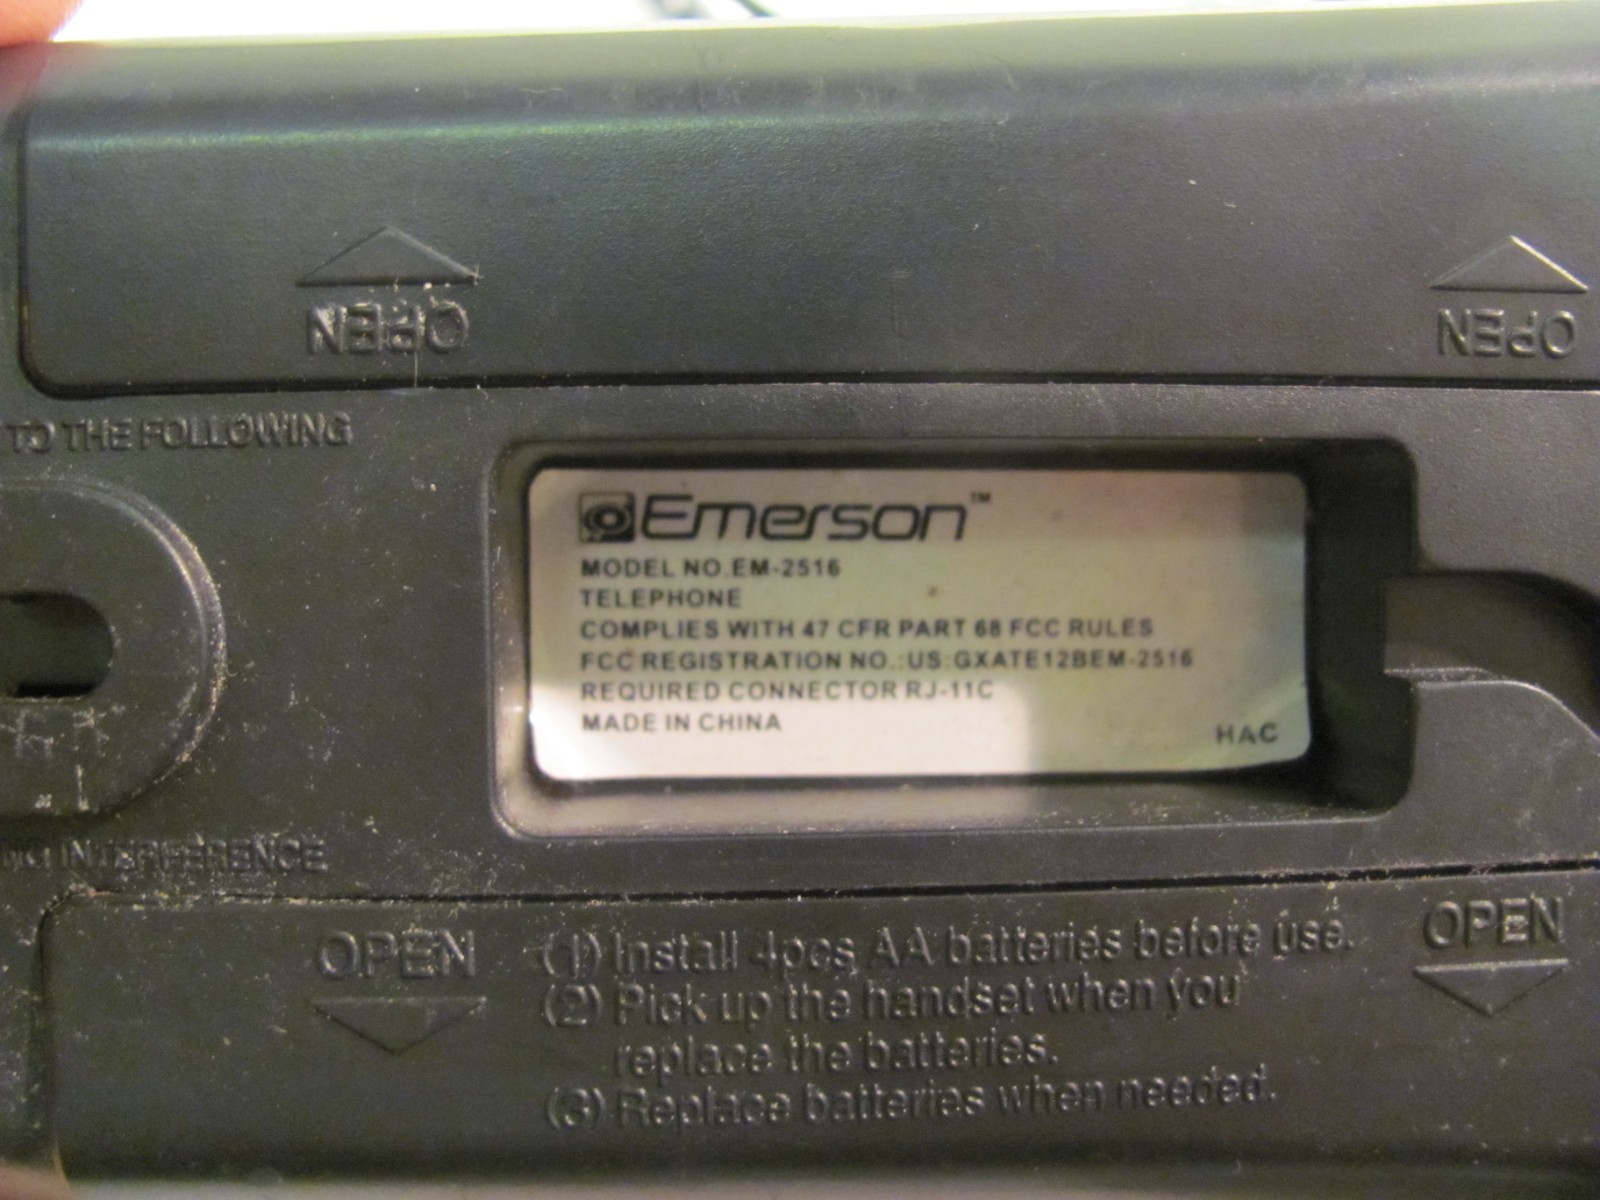 OPEN
OPEN
TO THE FOLLOWING
Emerson™
MODEL NO.EM-2516
TELEPHONE
COMPLIES WITH 47 CFR PART 68 FCC RULES
FCC REGISTRATION NO.:US:GXATE12BEM-2516
REQUIRED CONNECTOR RJ-11C
MADE IN CHINA
HAC
INTERFERENCE
OPEN
OPEN
(1) Install 4pcs AA batteries before use.
(2) Pick up the handset when you
replace the batteries.
(3) Replace batteries when needed.